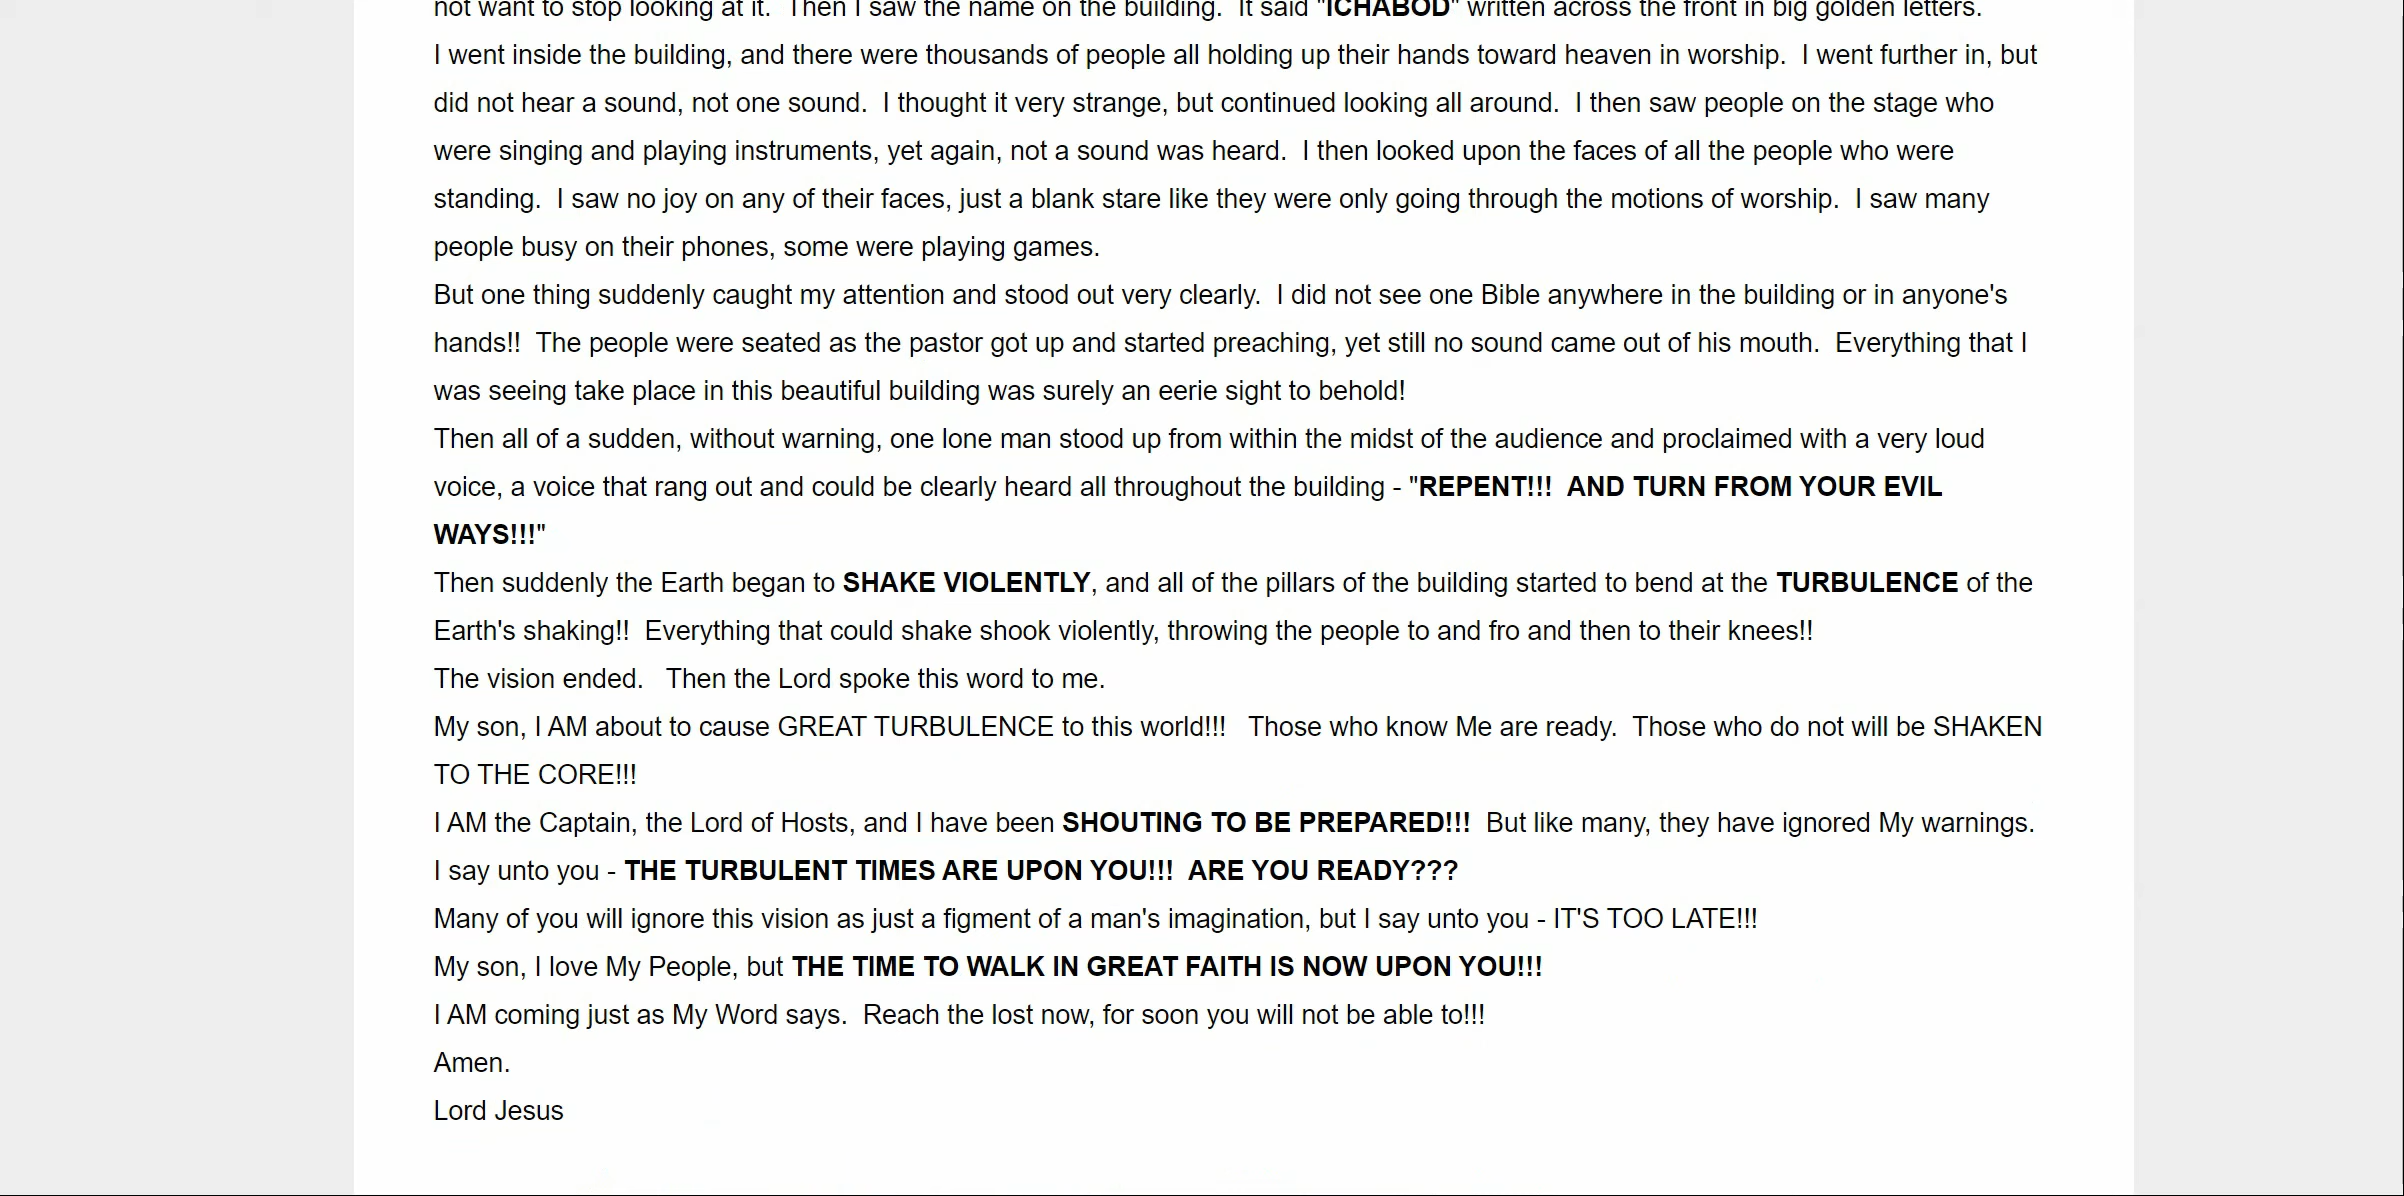 not want to stop looking at it.  Then I saw the name on the building.  It said "ICHABOD" written across the front in big golden letters.
I went inside the building, and there were thousands of people all holding up their hands toward heaven in worship.  I went further in, but
did not hear a sound, not one sound.  I thought it very strange, but continued looking all around.  I then saw people on the stage who
were singing and playing instruments, yet again, not a sound was heard.  I then looked upon the faces of all the people who were
standing.  I saw no joy on any of their faces, just a blank stare like they were only going through the motions of worship.  I saw many
people busy on their phones, some were playing games.
But one thing suddenly caught my attention and stood out very clearly.  I did not see one Bible anywhere in the building or in anyone's
hands!!  The people were seated as the pastor got up and started preaching, yet still no sound came out of his mouth.  Everything that I
was seeing take place in this beautiful building was surely an eerie sight to behold!
Then all of a sudden, without warning, one lone man stood up from within the midst of the audience and proclaimed with a very loud
voice, a voice that rang out and could be clearly heard all throughout the building - "REPENT!!!  AND TURN FROM YOUR EVIL
WAYS!!!"
Then suddenly the Earth began to SHAKE VIOLENTLY, and all of the pillars of the building started to bend at the TURBULENCE of the
Earth's shaking!!  Everything that could shake shook violently, throwing the people to and fro and then to their knees!!
The vision ended.   Then the Lord spoke this word to me.
My son, I AM about to cause GREAT TURBULENCE to this world!!!   Those who know Me are ready.  Those who do not will be SHAKEN
TO THE CORE!!!
I AM the Captain, the Lord of Hosts, and I have been SHOUTING TO BE PREPARED!!!  But like many, they have ignored My warnings.
I say unto you - THE TURBULENT TIMES ARE UPON YOU!!!  ARE YOU READY???
Many of you will ignore this vision as just a figment of a man's imagination, but I say unto you - IT'S TOO LATE!!!
My son, I love My People, but THE TIME TO WALK IN GREAT FAITH IS NOW UPON YOU!!!
I AM coming just as My Word says.  Reach the lost now, for soon you will not be able to!!!
Amen.
Lord Jesus